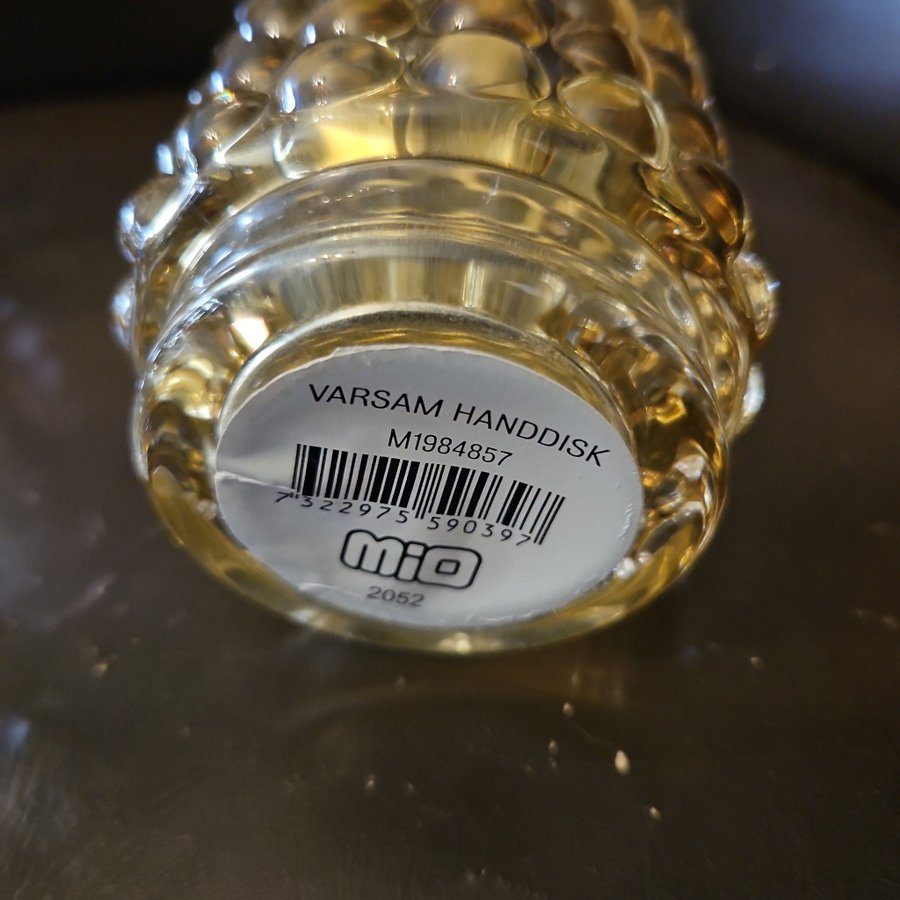 VARSAM HANDDISK
M1984857
7 322975 590397
MiO
2052